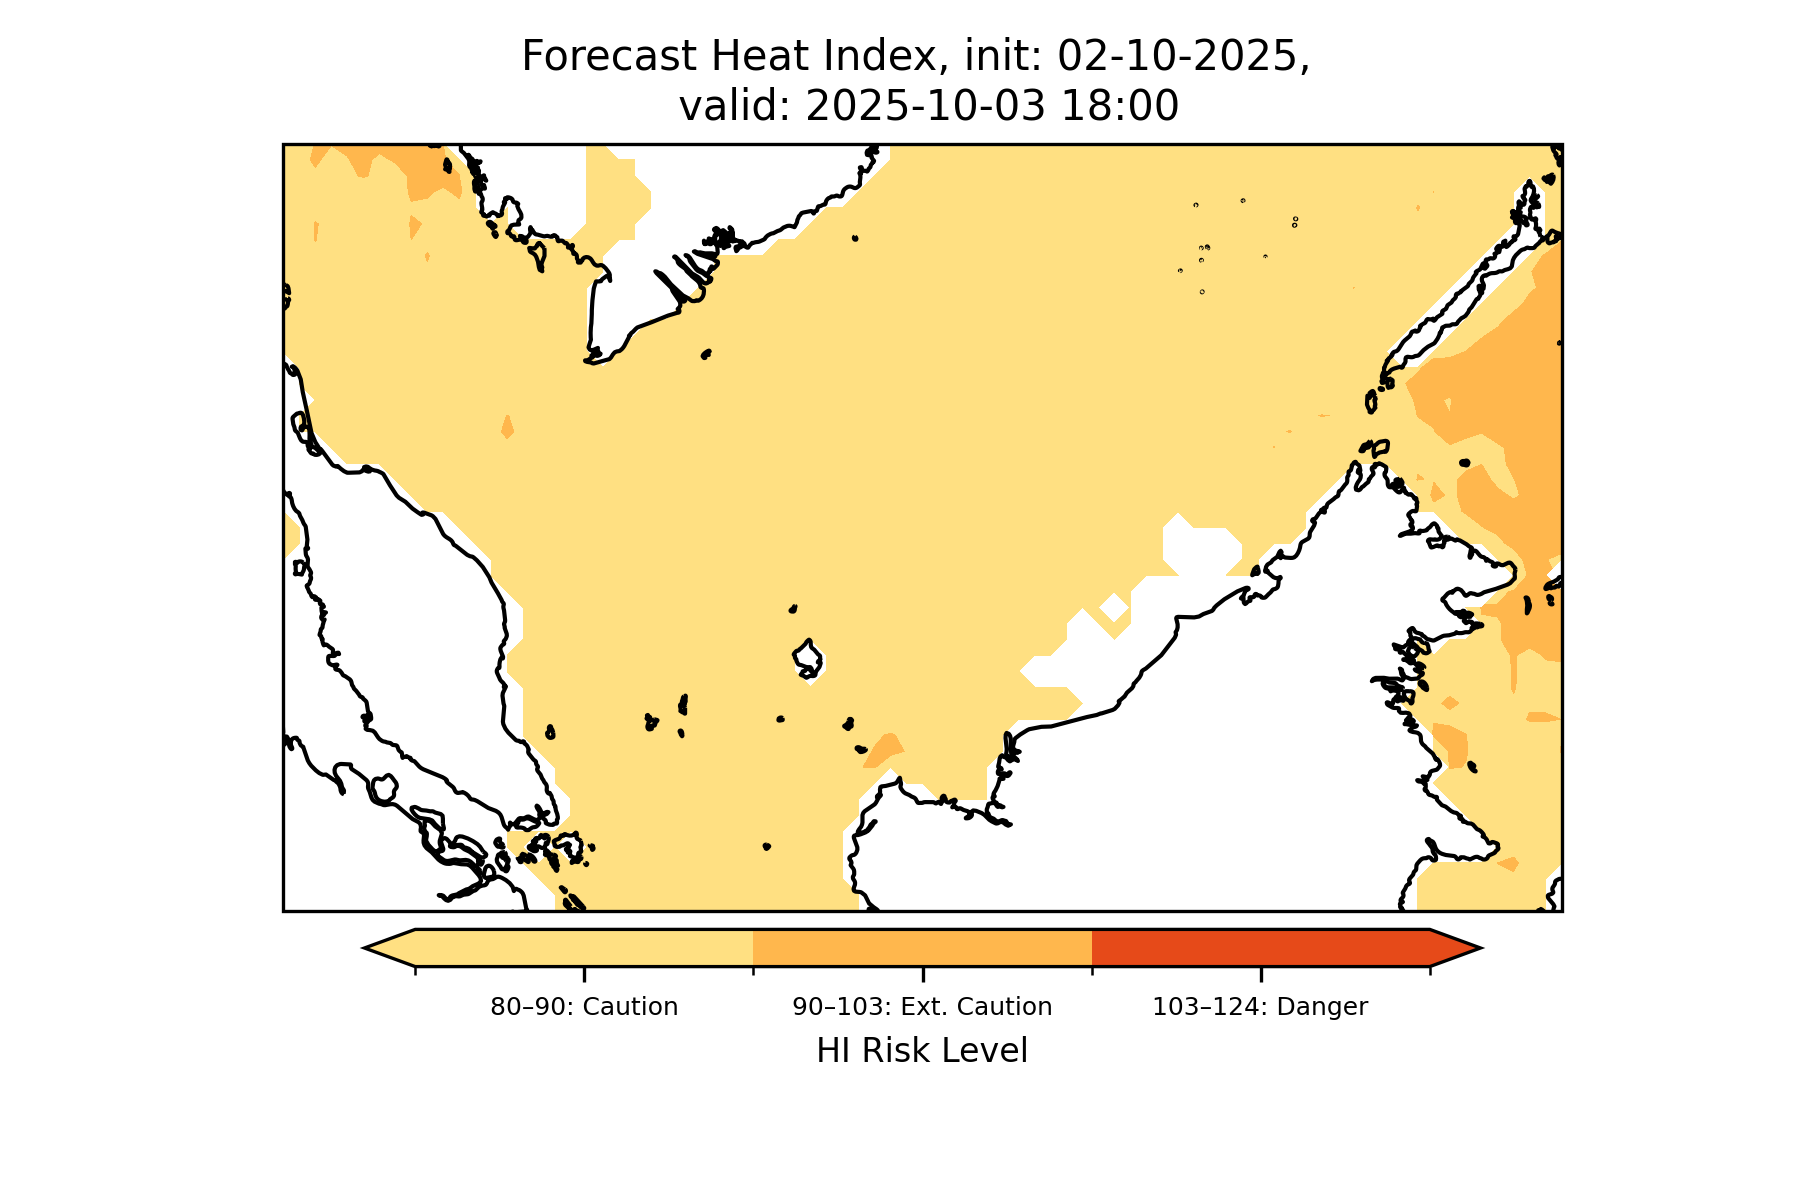 Forecast Heat Index, init: 02-10-2025,
valid: 2025-10-03 18:00
80–90: Caution
90–103: Ext. Caution
103–124: Danger
HI Risk Level